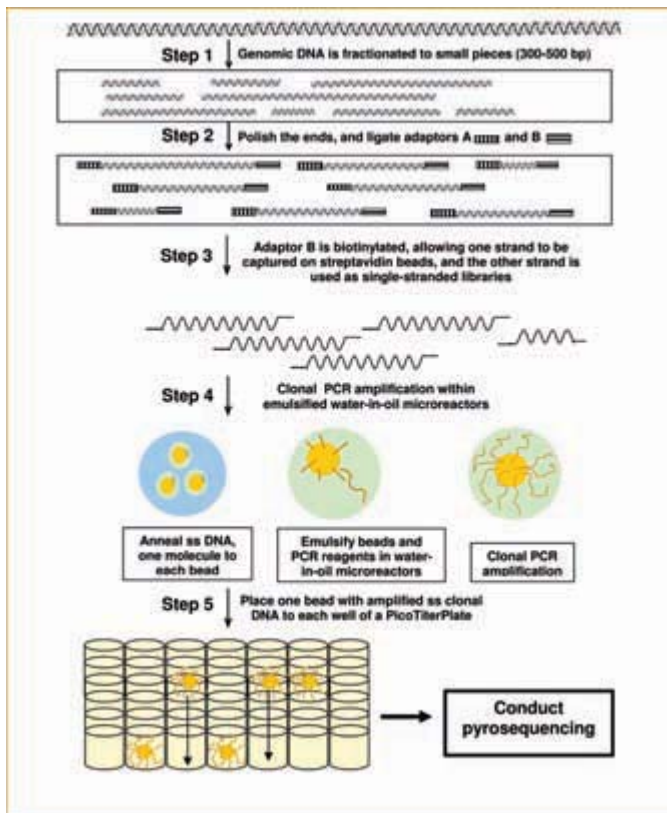 Step 1
Genomic DNA is fractionated to small pieces (300-500 bp)
Step 2
Polish the ends, and ligate adaptors A and B
Step 3
Adaptor B is biotinylated, allowing one strand to be
captured on streptavidin beads, and the other strand is
used as single-stranded libraries
Step 4
Clonal PCR amplification within
emulsified water-in-oil microreactors
Anneal ss DNA,
one molecule to
each bead
Emulsify beads and
PCR reagents in water-
in-oil microreactors
Clonal PCR
amplification
Step 5
Place one bead with amplified ss clonal
DNA to each well of a PicoTiterPlate
Conduct
pyrosequencing